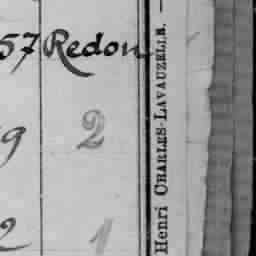 57 Redon
9 2
2 1
Henri CHARLES-LAVAUZELLE. —